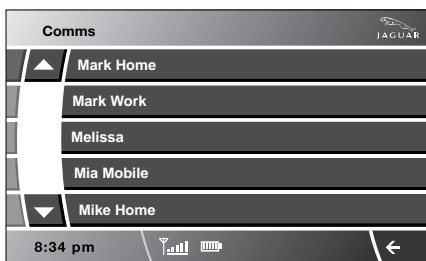 Comms
JAGUAR
Mark Home
Mark Work
Melissa
Mia Mobile
Mike Home
8:34 pm